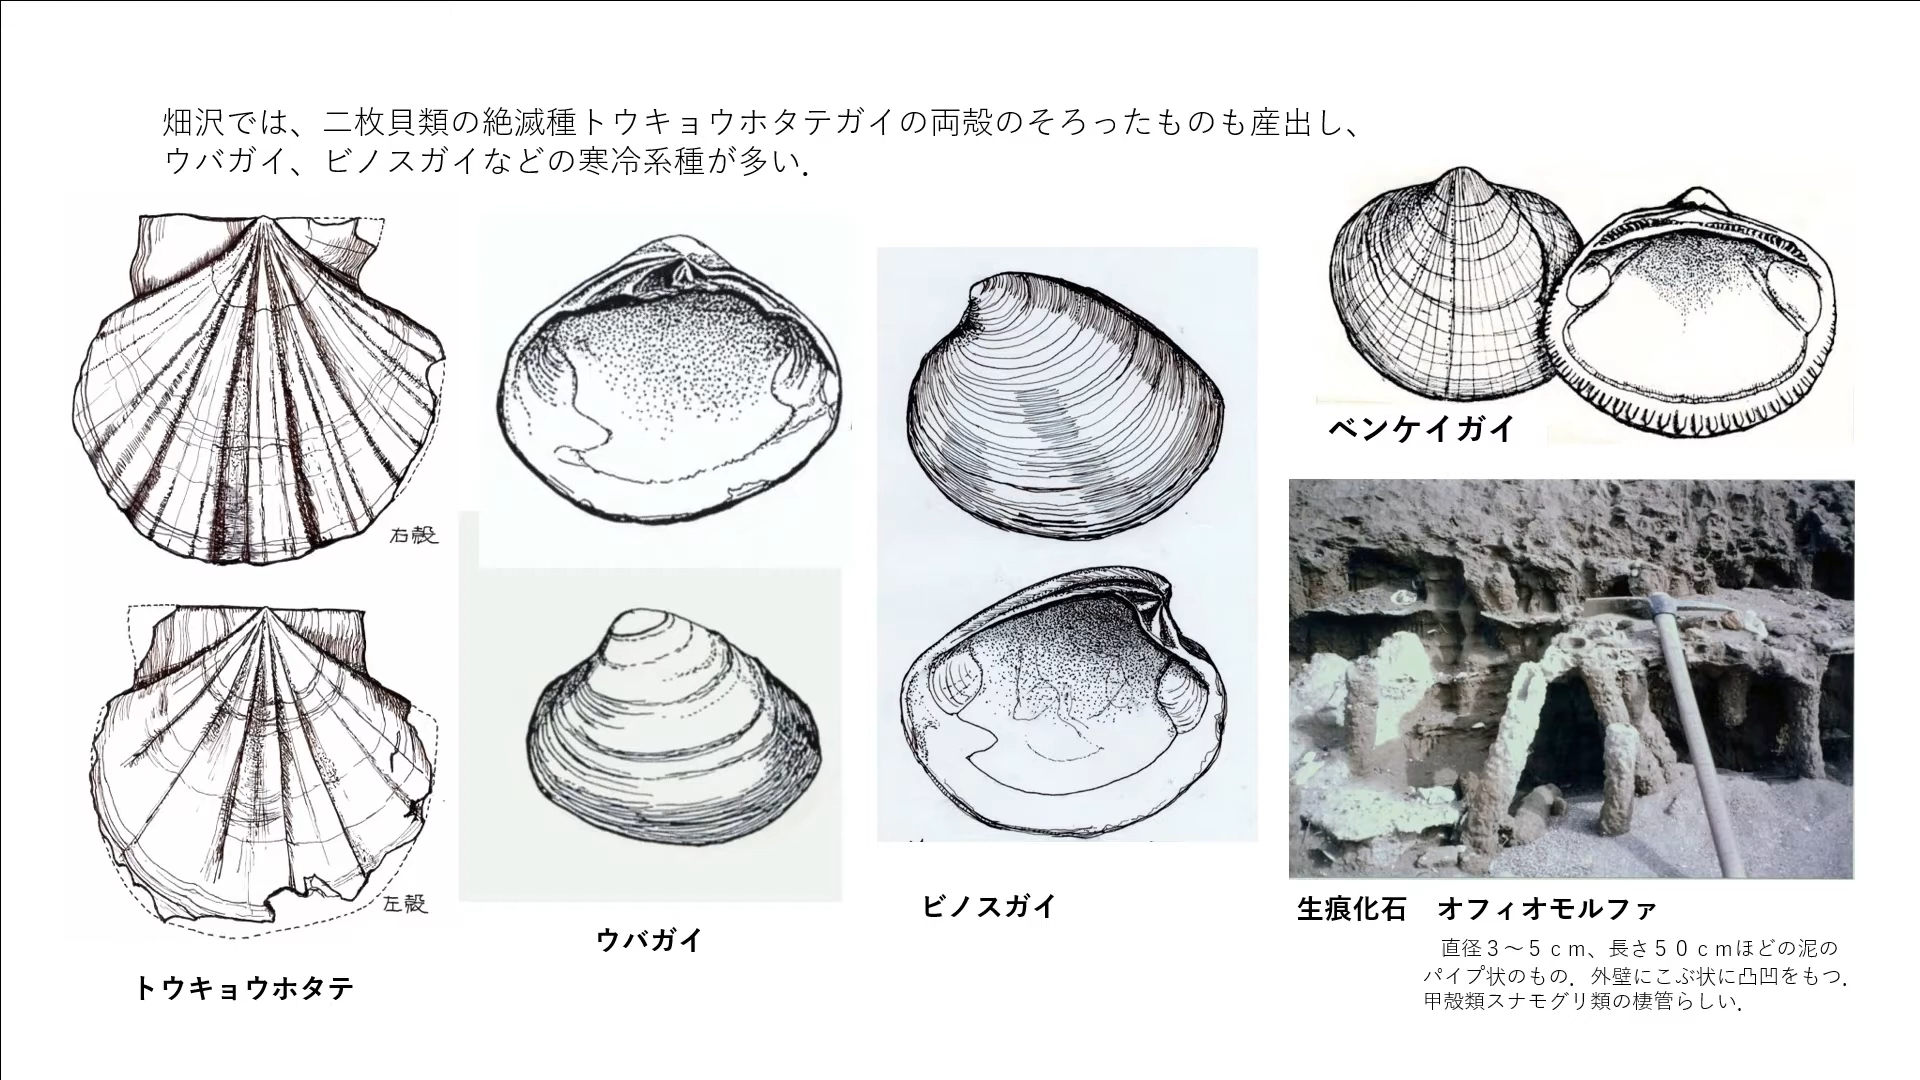 畑沢では、二枚貝類の絶滅種トウキョウホタテガイの両殻のそろったものも産出し、
ウバガイ、ビノスガイなどの寒冷系種が多い．
右殻
左殻
トウキョウホタテ
ウバガイ
ビノスガイ
ベンケイガイ
生痕化石　オフィオモルファ
直径３～５ｃｍ、長さ５０ｃｍほどの泥の
パイプ状のもの．外壁にこぶ状に凸凹をもつ．
甲殻類スナモグリ類の棲管らしい．